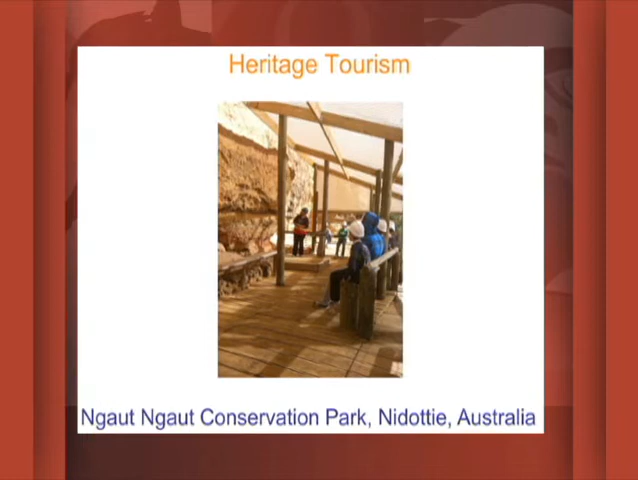 Heritage Tourism
Ngaut Ngaut Conservation Park, Nidottie, Australia